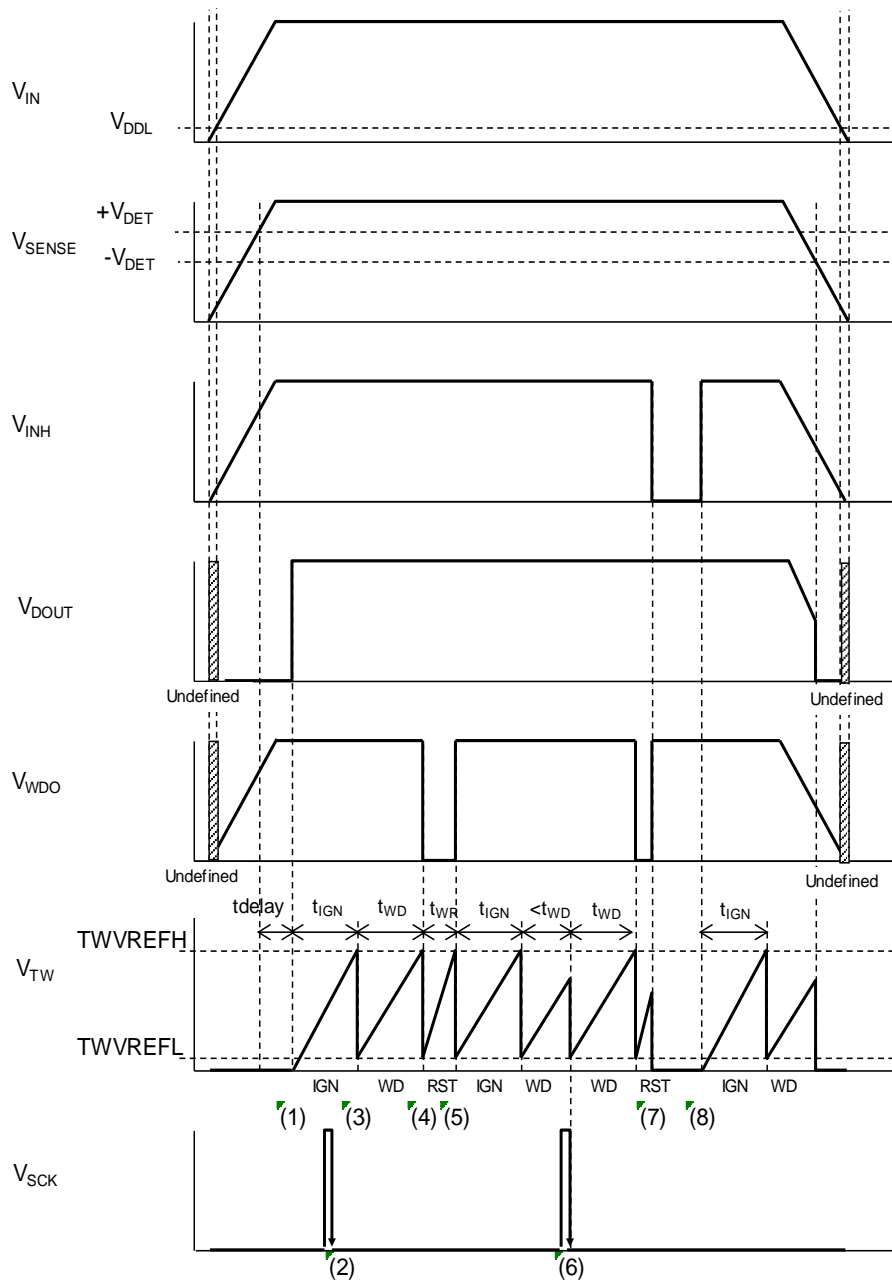 VIN
VDDL
+VDET
VSENSE
-VDET
VINH
VDOUT
Undefined
Undefined
VWDO
Undefined
Undefined
tdelay tIGN tWD tWR tIGN <tWD tWD tIGN
TWVREFH
VTW
TWVREFL
IGN WD RST IGN WD WD RST IGN WD
(1) (3) (4) (5) (7) (8)
VSCK
(2) (6)